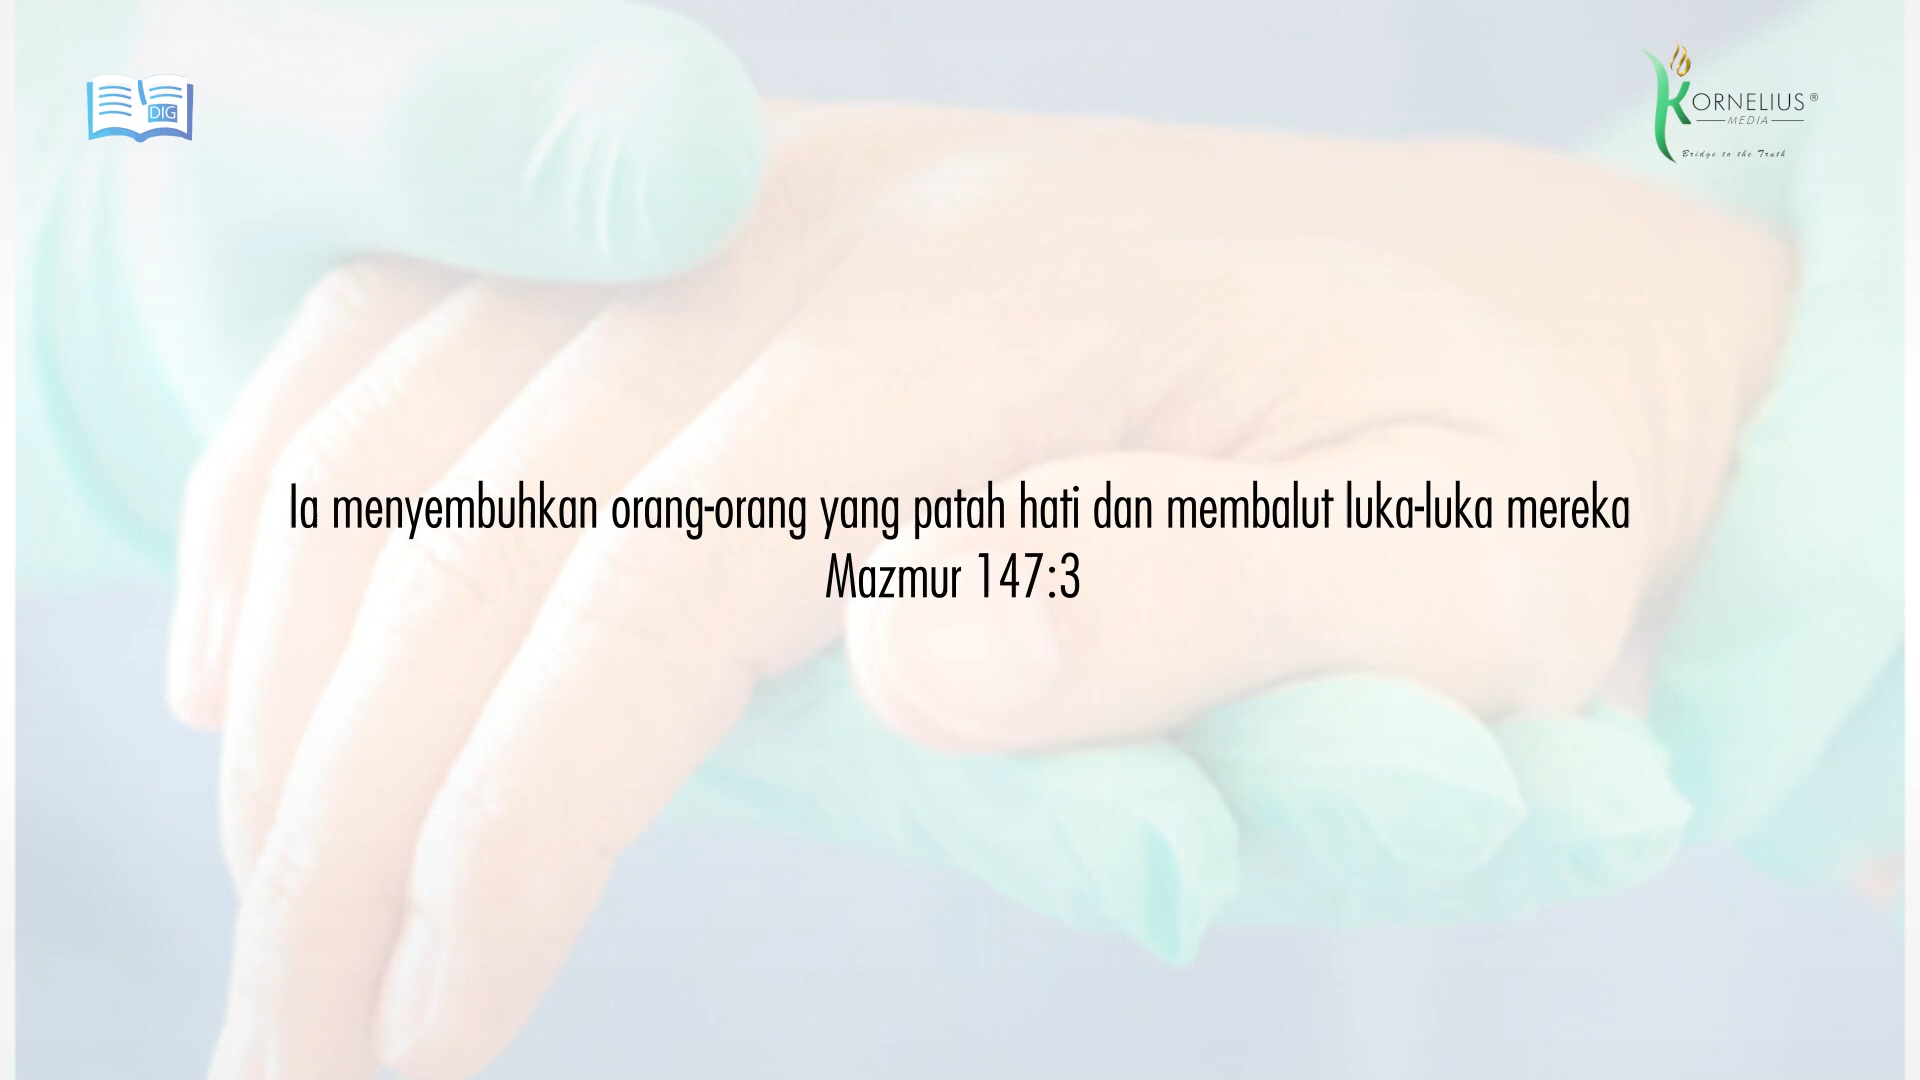 DIG
KORNELIUS®
MEDIA
Bridge to the Truth
Ia menyembuhkan orang-orang yang patah hati dan membalut luka-luka mereka
Mazmur 147:3